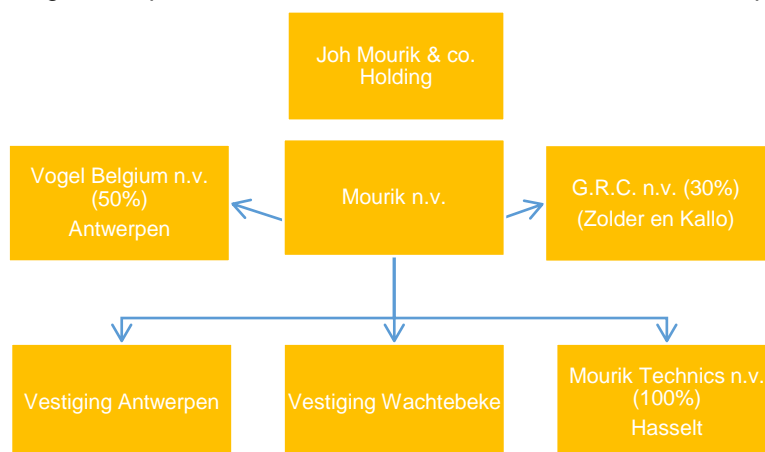 Joh Mourik & co.
Holding
Vogel Belgium n.v.
(50%)
Antwerpen
Mourik n.v.
G.R.C. n.v. (30%)
(Zolder en Kallo)
Vestiging Antwerpen
Vestiging Wachtebeke
Mourik Technics n.v.
(100%)
Hasselt